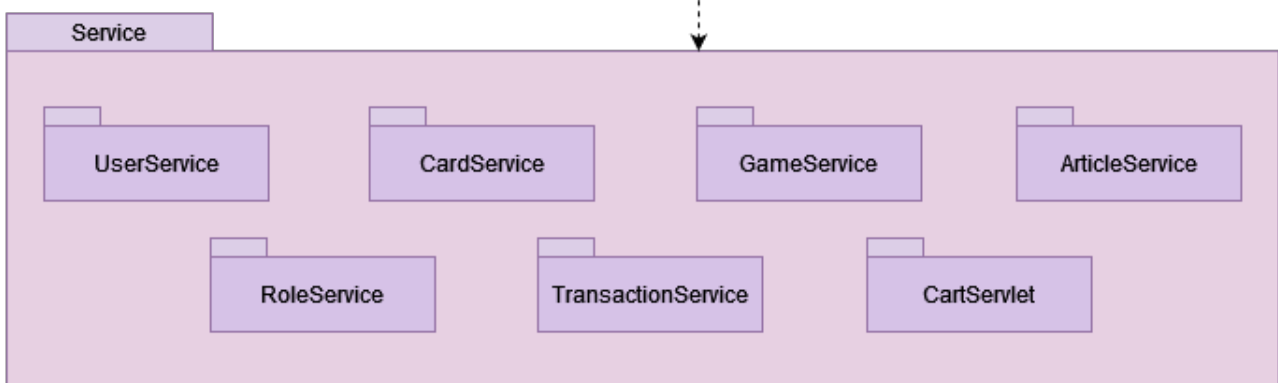 Service
UserService
CardService
GameService
ArticleService
RoleService
TransactionService
CartServlet